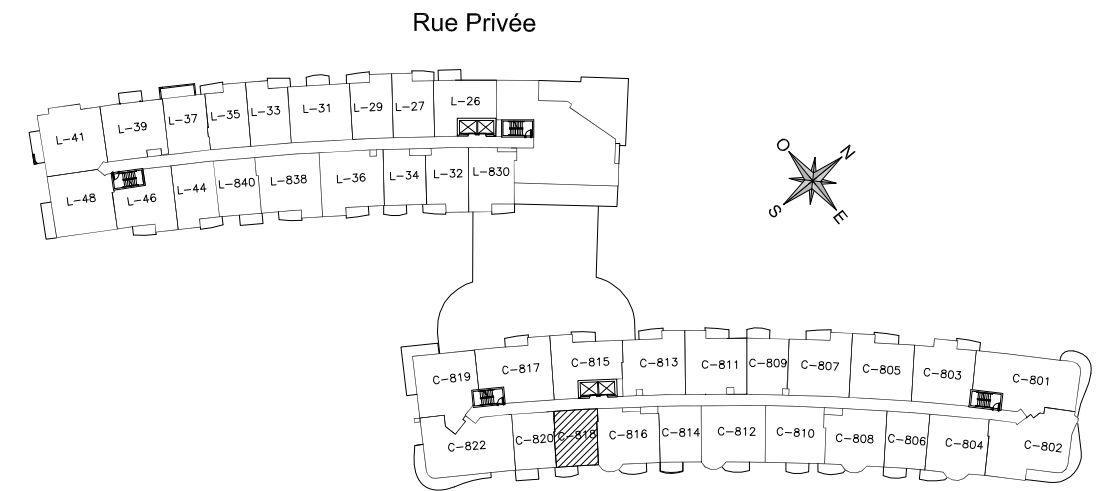 Rue Privée
L-41 L-39 L-37 L-35 L-33 L-31 L-29 L-27 L-26
L-48 L-46 L-44 L-840 L-838 L-36 L-34 L-32 L-830
O N
S E
C-819 C-817 C-815 C-813 C-811 C-809 C-807 C-805 C-803 C-801
C-822 C-820 C-818 C-816 C-814 C-812 C-810 C-808 C-806 C-804 C-802